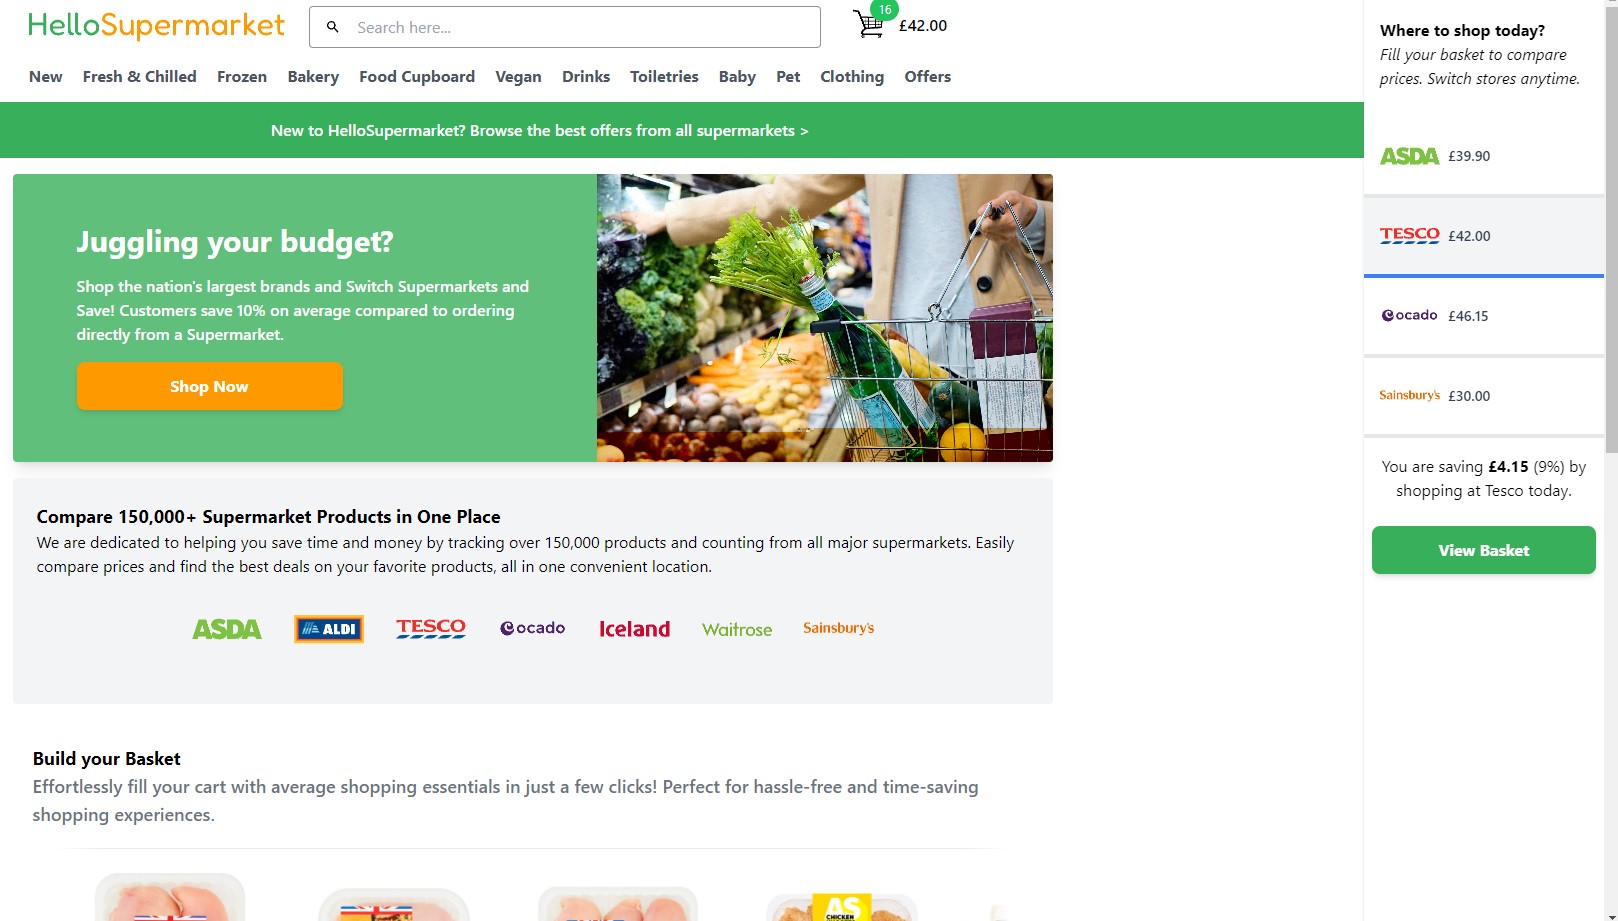 HelloSupermarket
Search here...
16
£42.00
New Fresh & Chilled Frozen Bakery Food Cupboard Vegan Drinks Toiletries Baby Pet Clothing Offers
New to HelloSupermarket? Browse the best offers from all supermarkets >
Juggling your budget?
Shop the nation's largest brands and Switch Supermarkets and
Save! Customers save 10% on average compared to ordering
directly from a Supermarket.
Shop Now
Compare 150,000+ Supermarket Products in One Place
We are dedicated to helping you save time and money by tracking over 150,000 products and counting from all major supermarkets. Easily
compare prices and find the best deals on your favorite products, all in one convenient location.
ASDA ALDI TESCO ocado Iceland Waitrose Sainsbury's
Build your Basket
Effortlessly fill your cart with average shopping essentials in just a few clicks! Perfect for hassle-free and time-saving
shopping experiences.
AS
CHICKEN
Where to shop today?
Fill your basket to compare
prices. Switch stores anytime.
ASDA £39.90
TESCO £42.00
ocado £46.15
Sainsbury's £30.00
You are saving £4.15 (9%) by
shopping at Tesco today.
View Basket